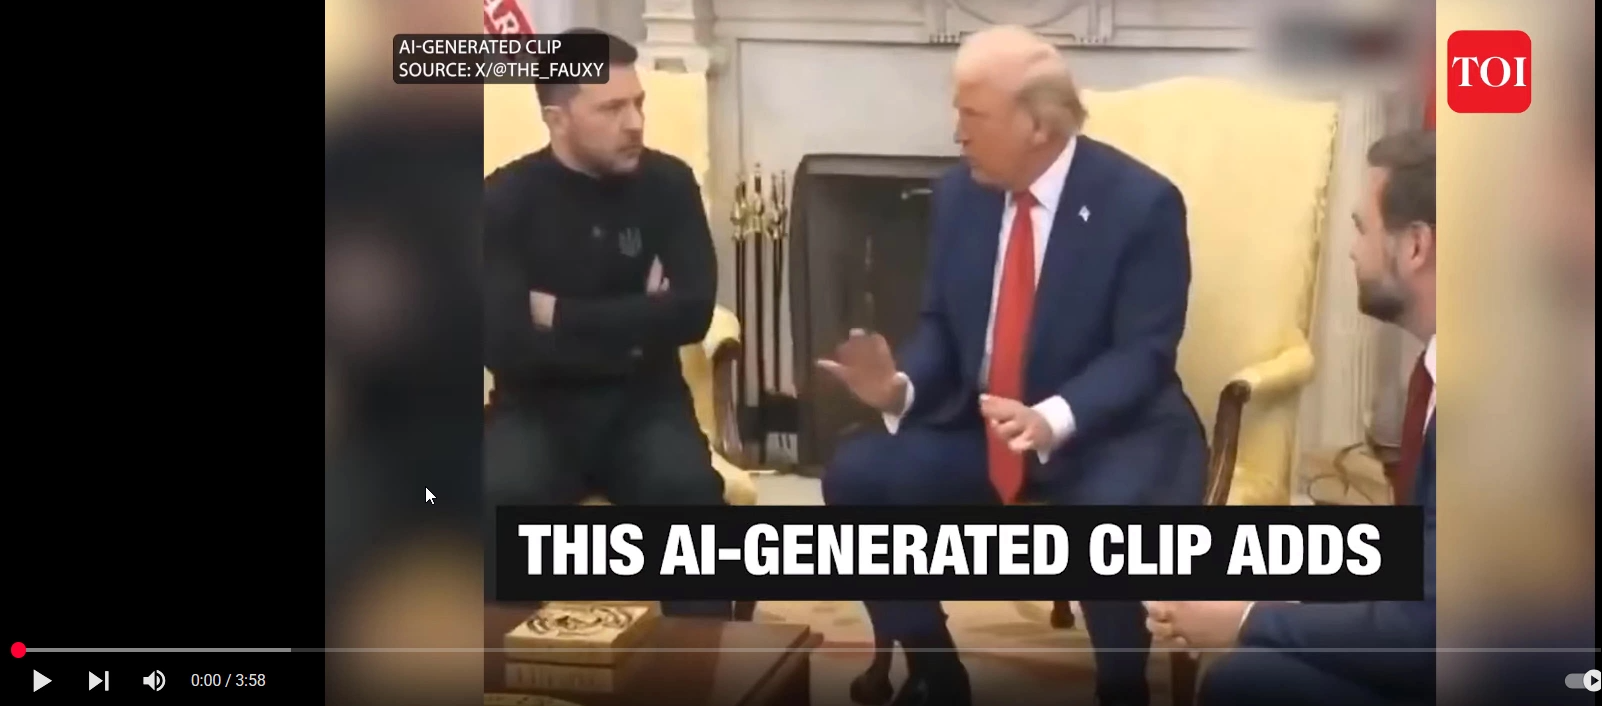 AI-GENERATED CLIP
SOURCE: X/@THE_FAUXY
TOI
THIS AI-GENERATED CLIP ADDS
0:00 / 3:58